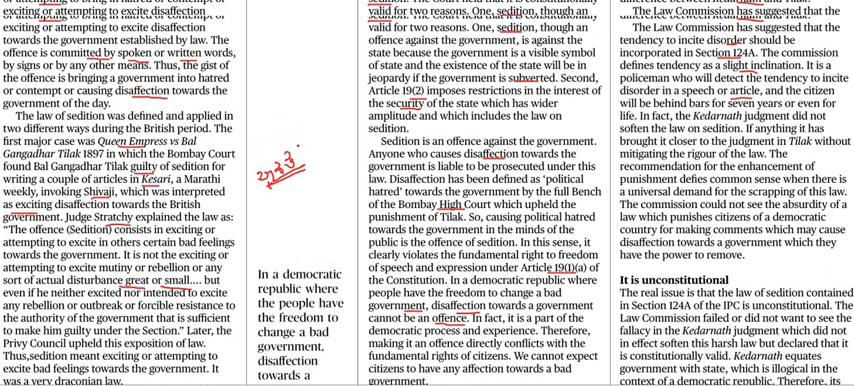 exciting or attempting to excite disaffection
exciting or attempting to excite disaffection
towards the government established by law. The
offence is committed by spoken or written words,
by signs or by any other means. Thus, the gist of
the offence is bringing a government into hatred
or contempt or causing disaffection towards the
government of the day.
The law of sedition was defined and applied in
two different ways during the British period. The
first major case was Queen Empress vs Bal
Gangadhar Tilak 1897 in which the Bombay Court
found Bal Gangadhar Tilak guilty of sedition for
writing a couple of articles in Kesari, a Marathi
weekly, invoking Shivaji, which was interpreted
as exciting disaffection towards the British
government. Judge Stratchy explained the law as:
“The offence (Sedition) consists in exciting or
attempting to excite in others certain bad feelings
towards the government. It is not the exciting or
attempting to excite mutiny or rebellion or any
sort of actual disturbance great or small.... but
even if he neither excited nor intended to excite
any rebellion or outbreak or forcible resistance to
the authority of the government that is sufficient
to make him guilty under the Section.” Later, the
Privy Council upheld this exposition of law.
Thus,sedition meant exciting or attempting to
excite bad feelings towards the government. It
was a very draconian law.
In a democratic
republic where
the people have
the freedom to
change a bad
government,
disaffection
towards a
valid for two reasons. One, sedition, though an
valid for two reasons. One, sedition, though an
offence against the government, is against the
state because the government is a visible symbol
of state and the existence of the state will be in
jeopardy if the government is subverted. Second,
Article 19(2) imposes restrictions in the interest of
the security of the state which has wider
amplitude and which includes the law on
sedition.
Sedition is an offence against the government.
Anyone who causes disaffection towards the
government is liable to be prosecuted under this
law. Disaffection has been defined as ‘political
hatred’ towards the government by the full Bench
of the Bombay High Court which upheld the
punishment of Tilak. So, causing political hatred
towards the government in the minds of the
public is the offence of sedition. In this sense, it
clearly violates the fundamental right to freedom
of speech and expression under Article 19(1)(a) of
the Constitution. In a democratic republic where
people have the freedom to change a bad
government, disaffection towards a government
cannot be an offence. In fact, it is a part of the
democratic process and experience. Therefore,
making it an offence directly conflicts with the
fundamental rights of citizens. We cannot expect
citizens to have any affection towards a bad
government.
The Law Commission has suggested that the
The Law Commission has suggested that the
tendency to incite disorder should be
incorporated in Section 124A. The commission
defines tendency as a slight inclination. It is a
policeman who will detect the tendency to incite
disorder in a speech or article, and the citizen
will be behind bars for seven years or even for
life. In fact, the Kedarnath judgment did not
soften the law on sedition. If anything it has
brought it closer to the judgment in Tilak without
mitigating the rigour of the law. The
recommendation for the enhancement of
punishment defies common sense when there is
a universal demand for the scrapping of this law.
The commission could not see the absurdity of
a law which punishes citizens of a democratic
country for making comments which may cause
disaffection towards a government which they
have the power to remove.
It is unconstitutional
The real issue is that the law of sedition contained
in Section 124A of the IPC is unconstitutional. The
Law Commission failed or did not want to see the
fallacy in the Kedarnath judgment which did not
in effect soften this harsh law but declared that it
is constitutionally valid. Kedarnath equates
government with state, which is illogical in the
context of a democratic republic. Therefore, its